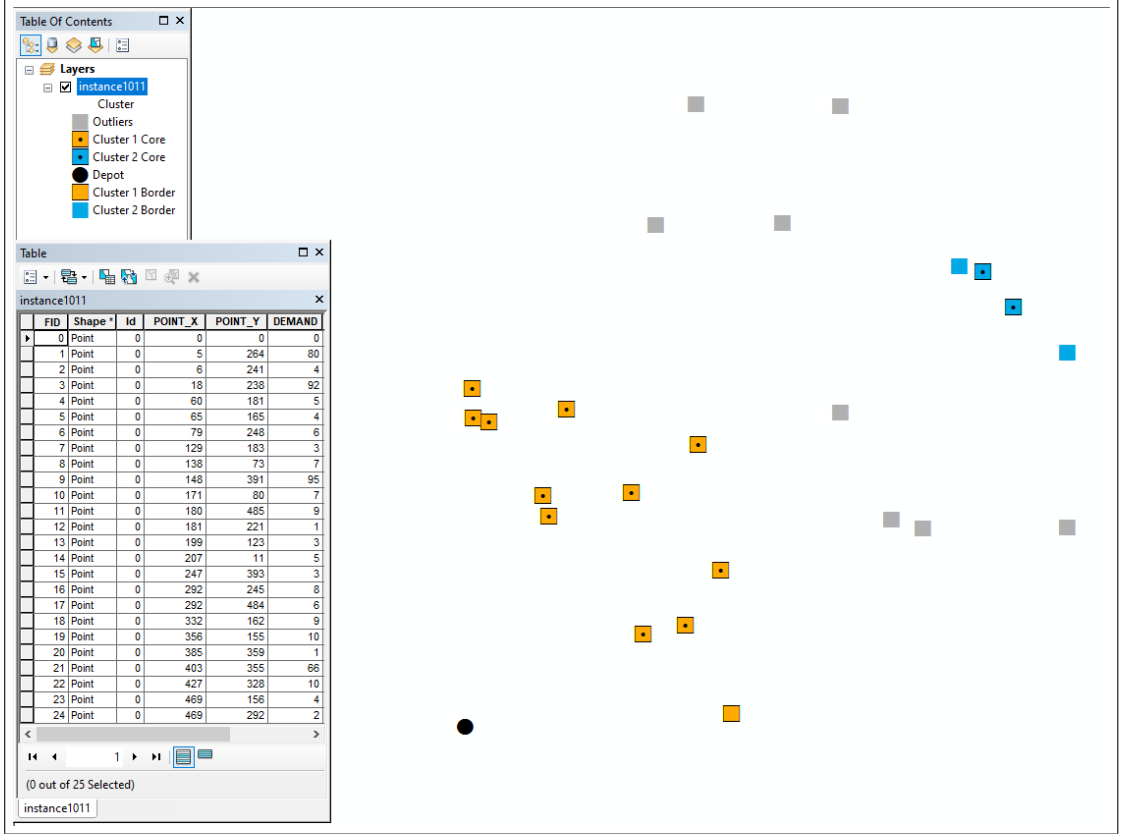 Table Of Contents
Layers
instance1011
Cluster
Outliers
Cluster 1 Core
Cluster 2 Core
Depot
Cluster 1 Border
Cluster 2 Border
Table
instance1011
FID Shape * Id POINT_X POINT_Y DEMAND
0 Point 0 0 0 0
1 Point 0 5 264 80
2 Point 0 6 241 4
3 Point 0 18 238 92
4 Point 0 60 181 5
5 Point 0 65 165 4
6 Point 0 79 248 6
7 Point 0 129 183 3
8 Point 0 138 73 7
9 Point 0 148 391 95
10 Point 0 171 80 7
11 Point 0 180 485 9
12 Point 0 181 221 1
13 Point 0 199 123 3
14 Point 0 207 11 5
15 Point 0 247 393 3
16 Point 0 292 245 8
17 Point 0 292 484 6
18 Point 0 332 162 9
19 Point 0 356 155 10
20 Point 0 385 359 1
21 Point 0 403 355 66
22 Point 0 427 328 10
23 Point 0 469 156 4
24 Point 0 469 292 2
1
(0 out of 25 Selected)
instance1011